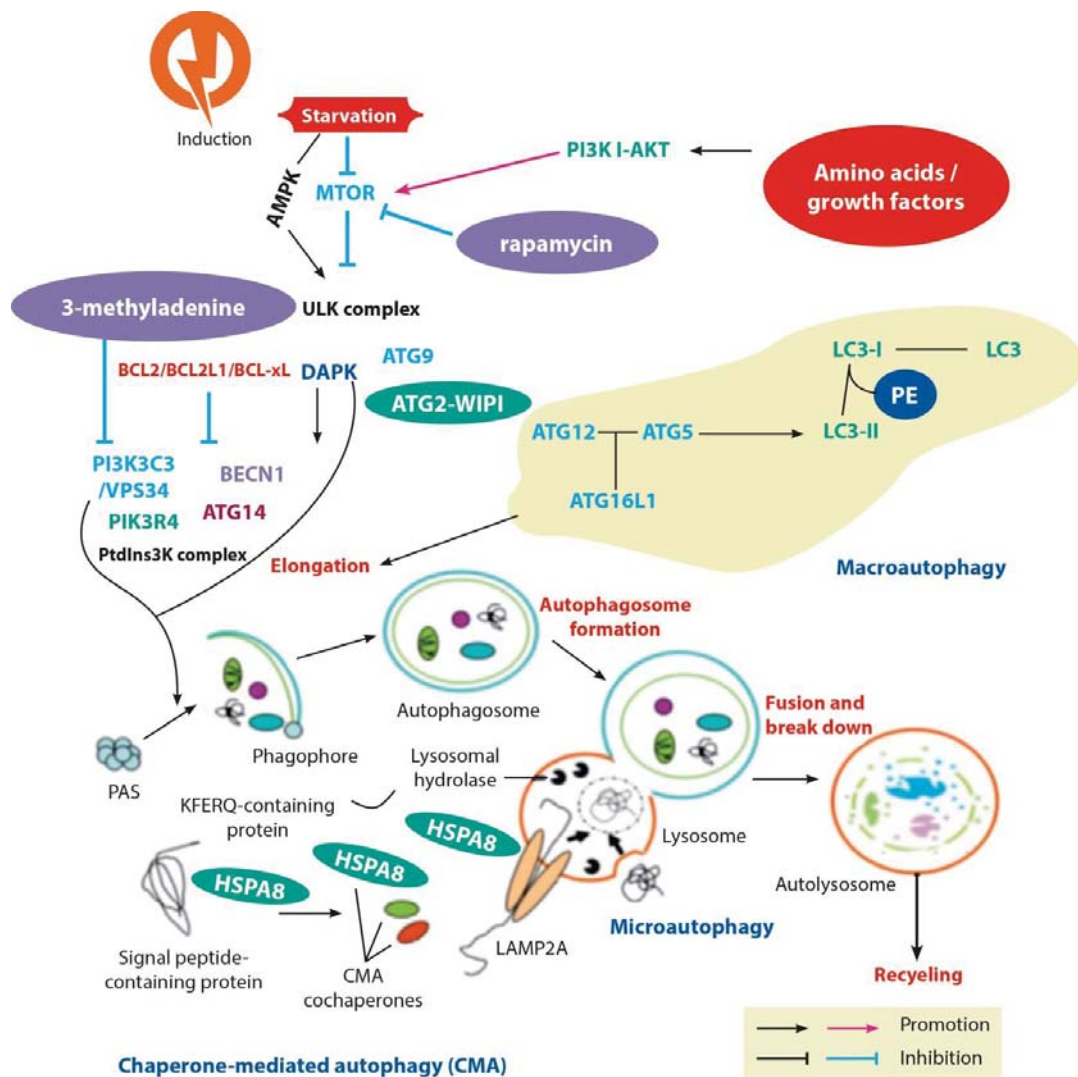 Induction
Starvation
PI3K I-AKT
Amino acids /
growth factors
AMPK
MTOR
rapamycin
3-methyladenine
ULK complex
BCL2/BCL2L1/BCL-xL
DAPK
ATG9
ATG2-WIPI
LC3-I
LC3
PE
LC3-II
ATG12
ATG5
ATG16L1
PI3K3C3
/VPS34
BECN1
ATG14
PIK3R4
PtdIns3K complex
Elongation
Macroautophagy
Autophagosome
formation
Autophagosome
Fusion and
break down
Phagophore
PAS
Lysosomal
hydrolase
KFERQ-containing
protein
HSPA8
HSPA8
HSPA8
Lysosome
Autolysosome
Signal peptide-
containing protein
CMA
cochaperones
LAMP2A
Microautophagy
Recyeling
Promotion
Inhibition
Chaperone-mediated autophagy (CMA)